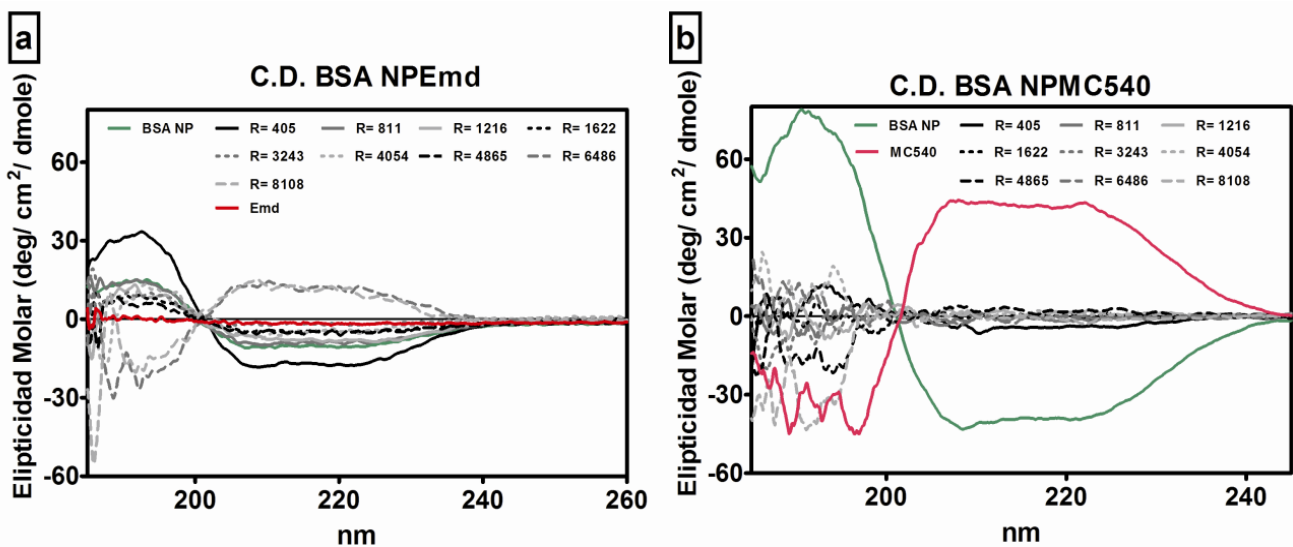 a
C.D. BSA NPEmd
Elipticidad Molar (deg/ cm²/ dmole)
BSA NP R= 405 R= 811 R= 1216 R= 1622
R= 3243 R= 4054 R= 4865 R= 6486
R= 8108
Emd
60
30
0
-30
-60
200 220 240 260
nm
b
C.D. BSA NPMC540
Elipticidad Molar (deg/ cm²/ dmole)
BSA NP R= 405 R= 811 R= 1216
MC540 R= 1622 R= 3243 R= 4054
R= 4865 R= 6486 R= 8108
60
30
0
-30
-60
200 220 240
nm